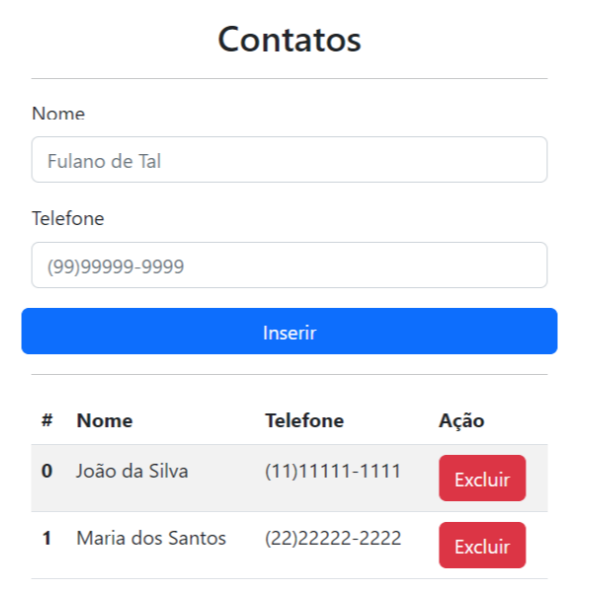 Contatos
Nome
Fulano de Tal
Telefone
(99)99999-9999
Inserir
# Nome Telefone Ação
0 João da Silva (11)11111-1111 Excluir
1 Maria dos Santos (22)22222-2222 Excluir